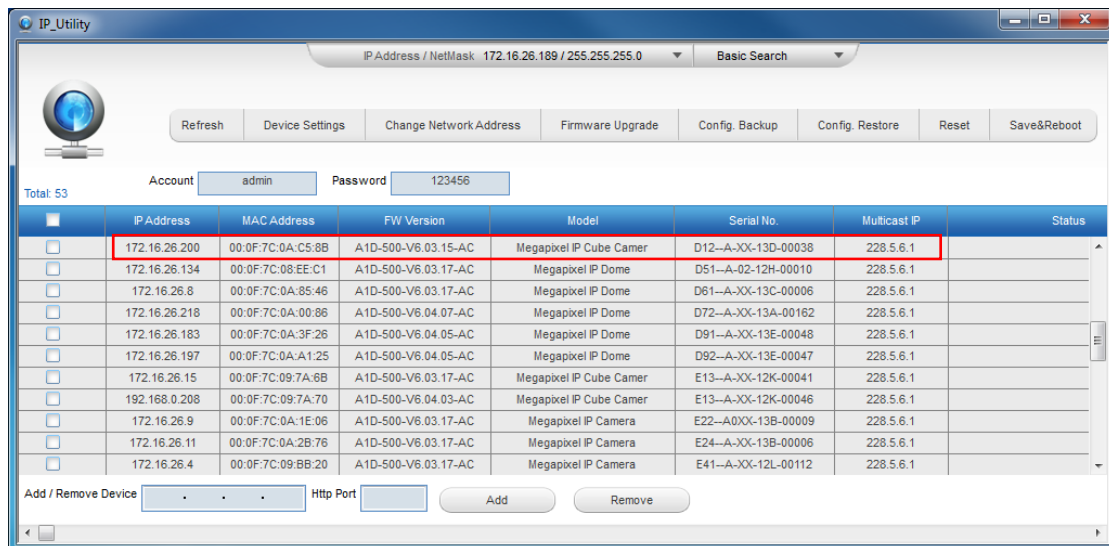 IP_Utility
IP Address / NetMask 172.16.26.189 / 255.255.255.0 Basic Search
Refresh Device Settings Change Network Address Firmware Upgrade Config. Backup Config. Restore Reset Save&Reboot
Account admin Password 123456
Total: 53
IP Address MAC Address FW Version Model Serial No. Multicast IP Status
172.16.26.200 00:0F:7C:0A:C5:8B A1D-500-V6.03.15-AC Megapixel IP Cube Camer D12--A-XX-13D-00038 228.5.6.1
172.16.26.134 00:0F:7C:08:EE:C1 A1D-500-V6.03.17-AC Megapixel IP Dome D51--A-02-12H-00010 228.5.6.1
172.16.26.8 00:0F:7C:0A:85:46 A1D-500-V6.03.17-AC Megapixel IP Dome D61--A-XX-13C-00006 228.5.6.1
172.16.26.218 00:0F:7C:0A:00:86 A1D-500-V6.04.07-AC Megapixel IP Dome D72--A-XX-13A-00162 228.5.6.1
172.16.26.183 00:0F:7C:0A:3F:26 A1D-500-V6.04.05-AC Megapixel IP Dome D91--A-XX-13E-00048 228.5.6.1
172.16.26.197 00:0F:7C:0A:A1:25 A1D-500-V6.04.05-AC Megapixel IP Dome D92--A-XX-13E-00047 228.5.6.1
172.16.26.15 00:0F:7C:09:7A:6B A1D-500-V6.03.17-AC Megapixel IP Cube Camer E13--A-XX-12K-00041 228.5.6.1
192.168.0.208 00:0F:7C:09:7A:70 A1D-500-V6.04.03-AC Megapixel IP Cube Camer E13--A-XX-12K-00046 228.5.6.1
172.16.26.9 00:0F:7C:0A:1E:06 A1D-500-V6.03.17-AC Megapixel IP Camera E22--A0XX-13B-00009 228.5.6.1
172.16.26.11 00:0F:7C:0A:2B:76 A1D-500-V6.03.17-AC Megapixel IP Camera E24--A-XX-13B-00006 228.5.6.1
172.16.26.4 00:0F:7C:09:BB:20 A1D-500-V6.03.17-AC Megapixel IP Camera E41--A-XX-12L-00112 228.5.6.1
Add / Remove Device . . . Http Port Add Remove